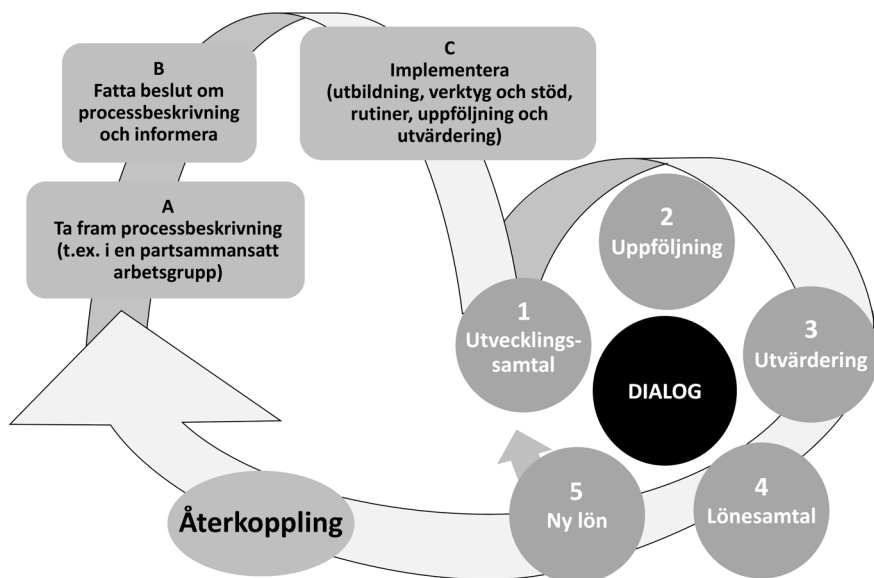 A
Ta fram processbeskrivning
(t.ex. i en partsammansatt
arbetsgrupp)
B
Fatta beslut om
processbeskrivning
och informera
C
Implementera
(utbildning, verktyg och stöd,
rutiner, uppföljning och
utvärdering)
1
Utvecklings-
samtal
2
Uppföljning
3
Utvärdering
4
Lönesamtal
5
Ny lön
DIALOG
Återkoppling